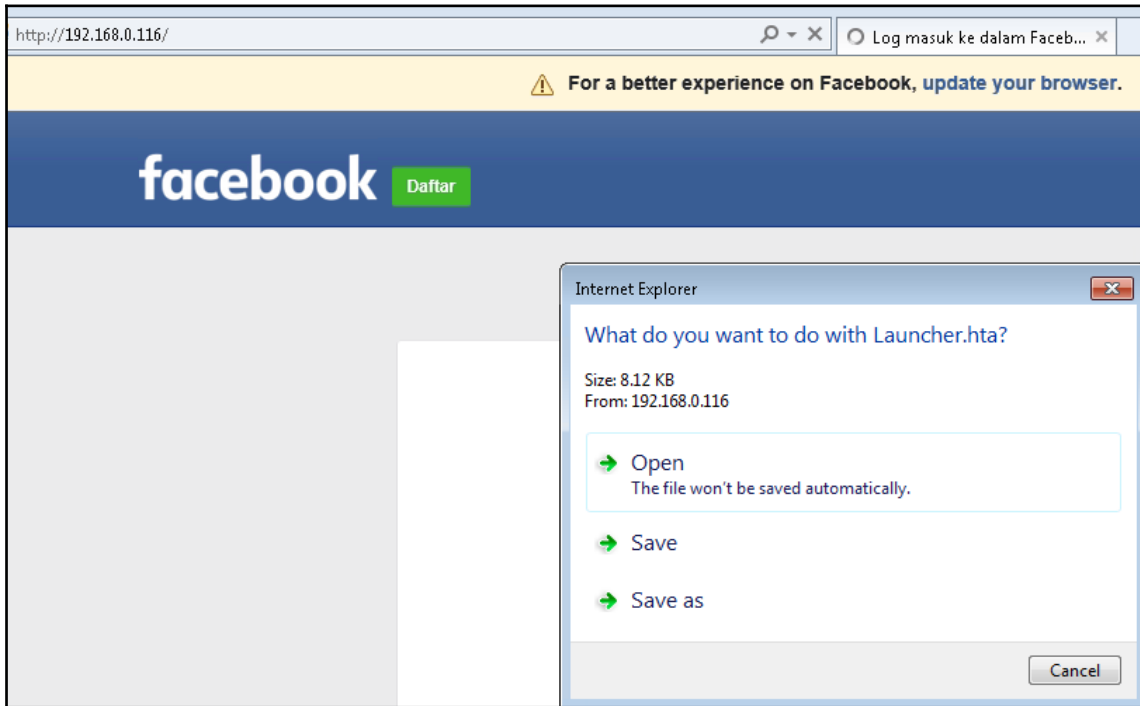 http://192.168.0.116/
Log masuk ke dalam Faceb...
For a better experience on Facebook, update your browser.
facebook
Daftar
Internet Explorer
What do you want to do with Launcher.hta?
Size: 8.12 KB
From: 192.168.0.116
Open
The file won't be saved automatically.
Save
Save as
Cancel